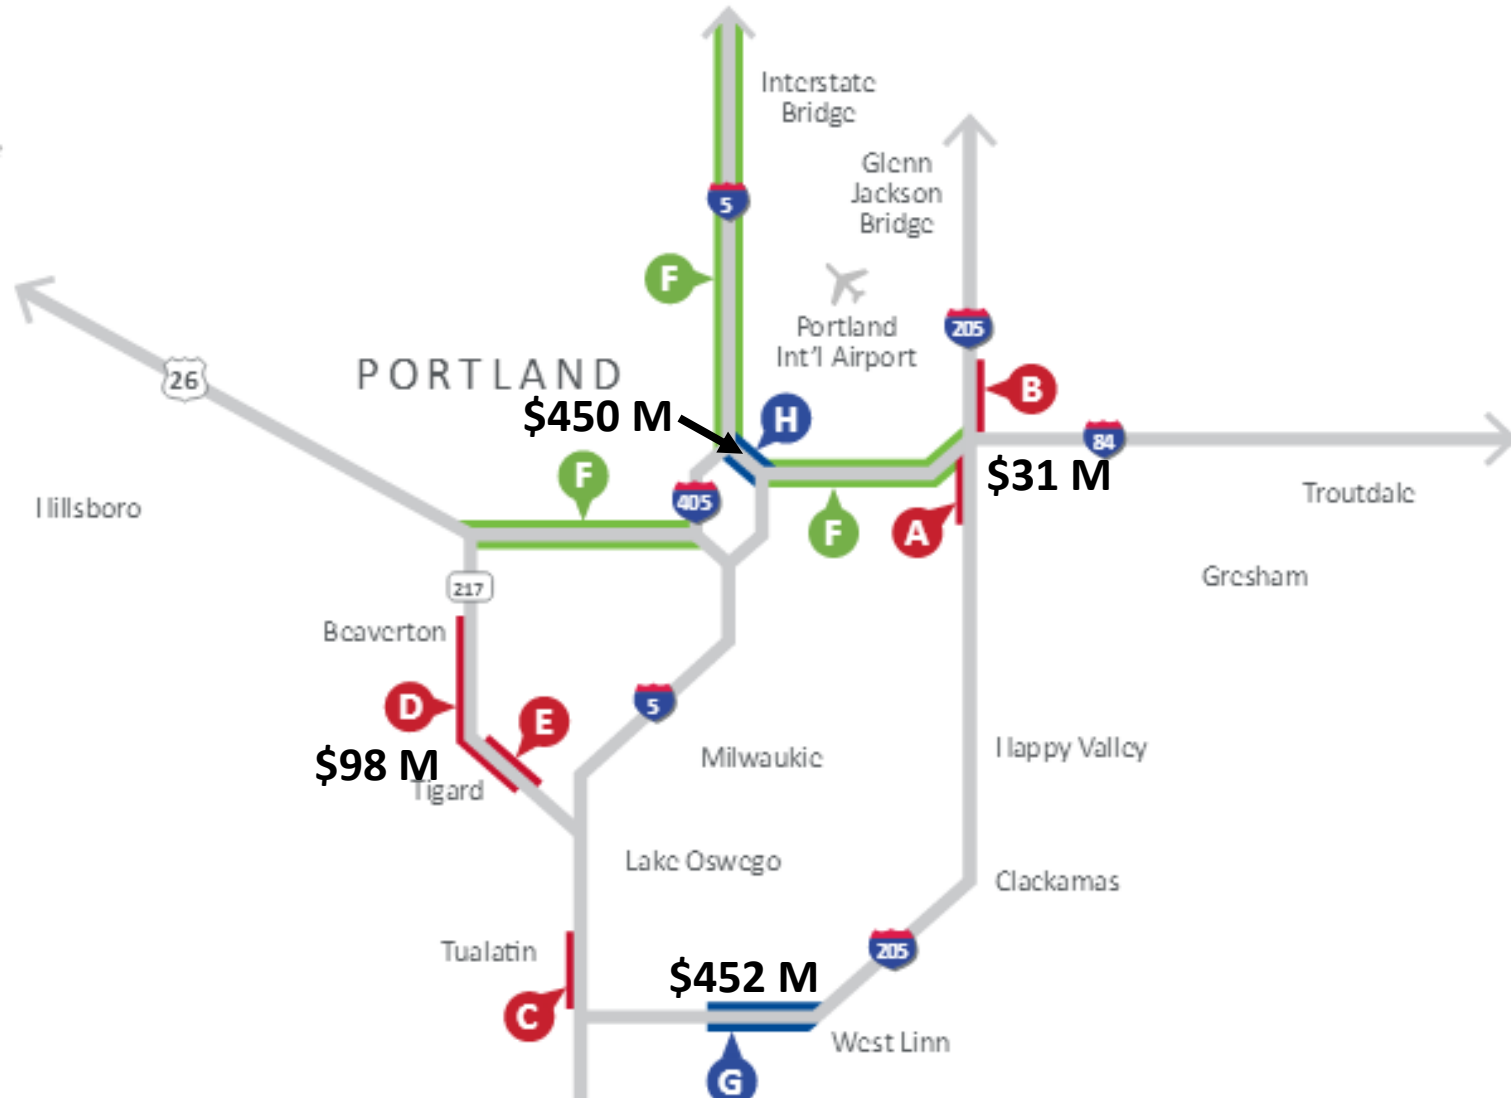 Interstate
Bridge
Glenn
Jackson
Bridge
5
F
Portland
Int'l Airport
205
26
PORTLAND
B
$450 M
H
84
F
$31 M
405
Troutdale
Hillsboro
F
A
Gresham
217
Beaverton
D
E
5
$98 M
Tigard
Milwaukie
Happy Valley
Lake Oswego
Clackamas
Tualatin
205
$452 M
C
West Linn
G